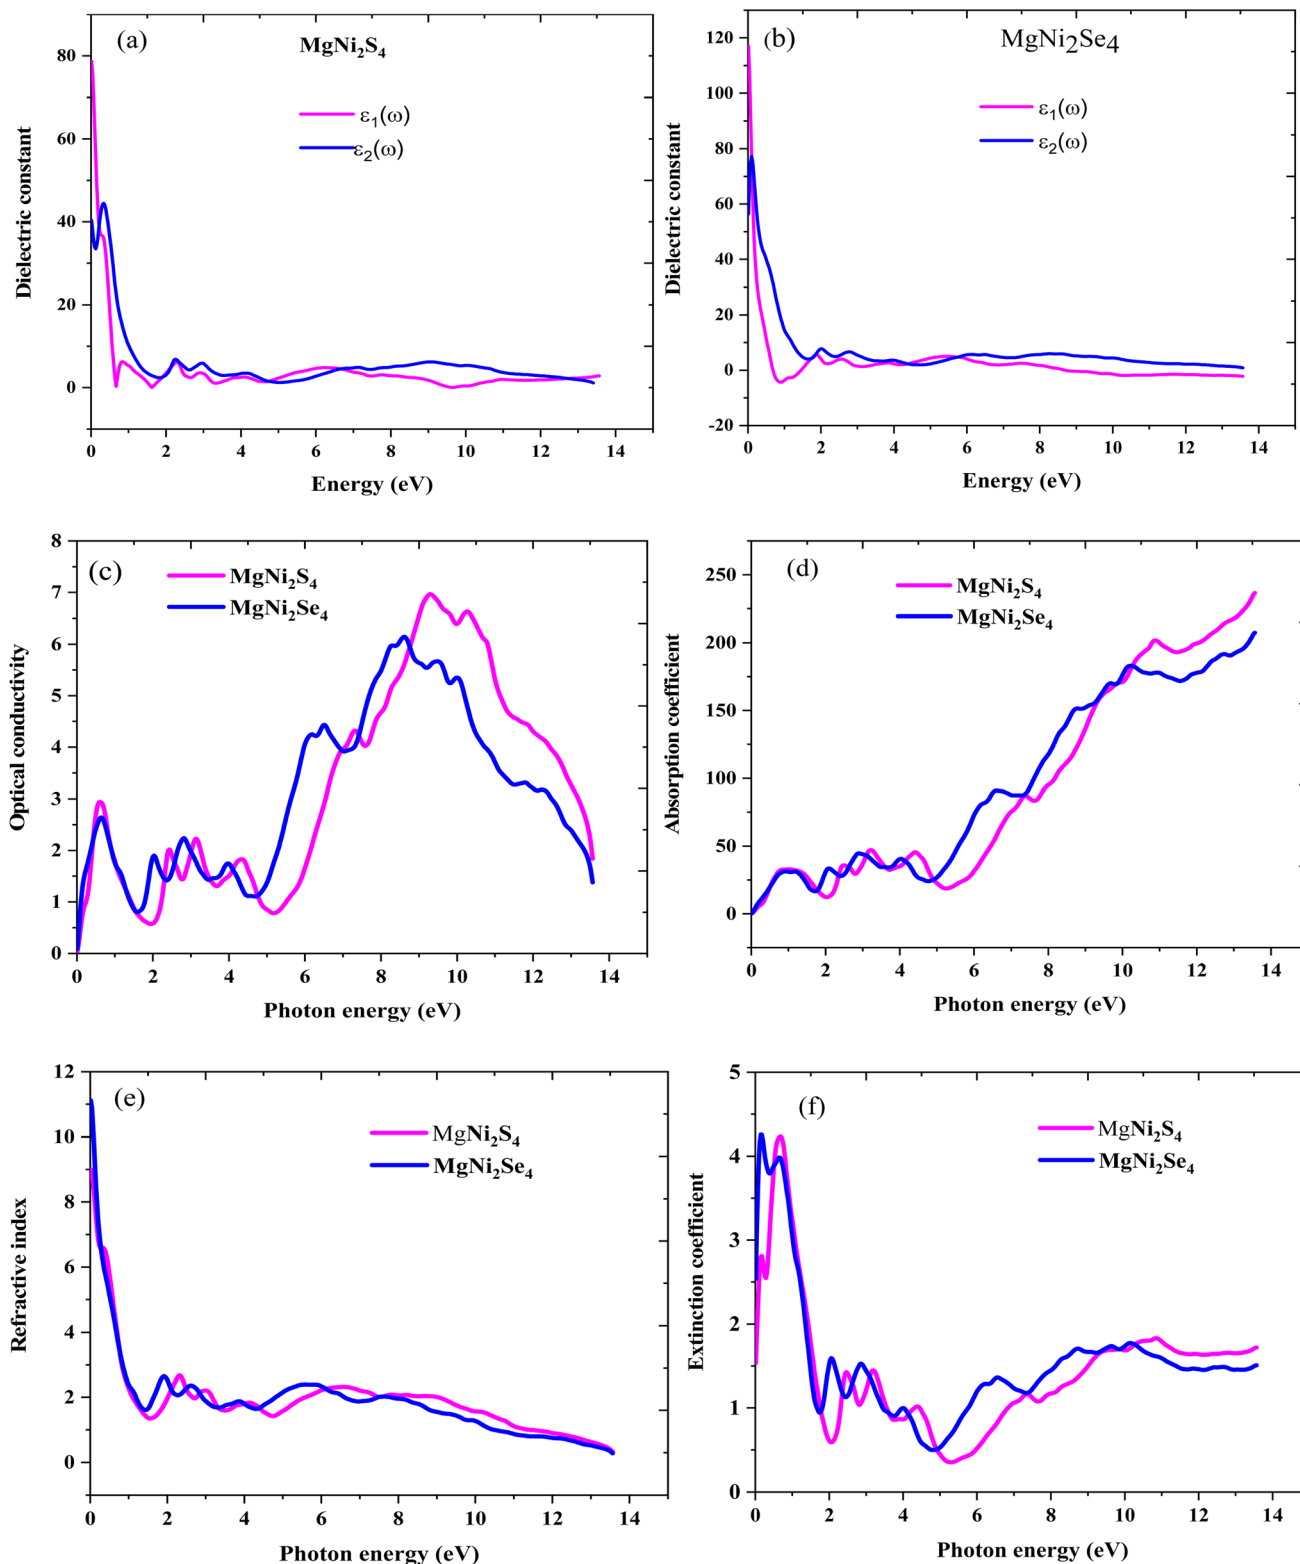 (a)
MgNi₂S₄
ε₁(ω)
ε₂(ω)
Dielectric constant
80
60
40
20
0
0 2 4 6 8 10 12 14
Energy (eV)
(b)
MgNi₂Se₄
ε₁(ω)
ε₂(ω)
Dielectric constant
120
100
80
60
40
20
0
-20
0 2 4 6 8 10 12 14
Energy (eV)
(c)
MgNi₂S₄
MgNi₂Se₄
Optical conductivity
8
7
6
5
4
3
2
1
0
0 2 4 6 8 10 12 14
Photon energy (eV)
(d)
MgNi₂S₄
MgNi₂Se₄
Absorption coefficient
250
200
150
100
50
0
0 2 4 6 8 10 12 14
Photon energy (eV)
(e)
MgNi₂S₄
MgNi₂Se₄
Refractive index
12
10
8
6
4
2
0
0 2 4 6 8 10 12 14
Photon energy (eV)
(f)
MgNi₂S₄
MgNi₂Se₄
Extinction coefficient
5
4
3
2
1
0
0 2 4 6 8 10 12 14
Photon energy (eV)